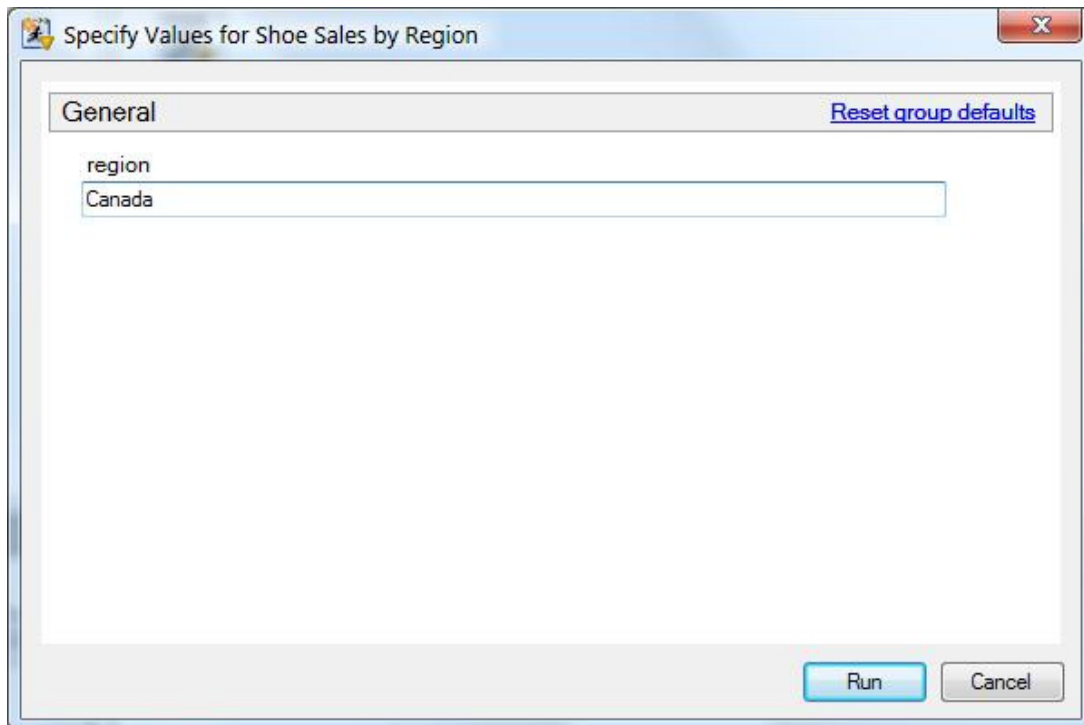 Specify Values for Shoe Sales by Region
General Reset group defaults
region
Canada
Run Cancel